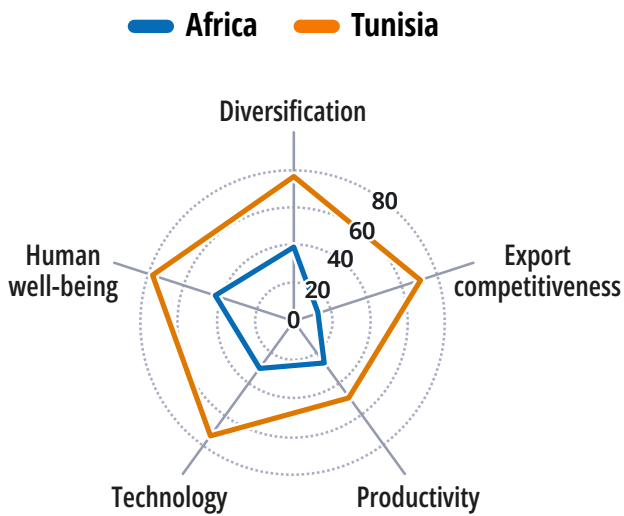 Africa Tunisia
Diversification
80
60
40
20
0
Human
well-being
Export
competitiveness
Technology
Productivity